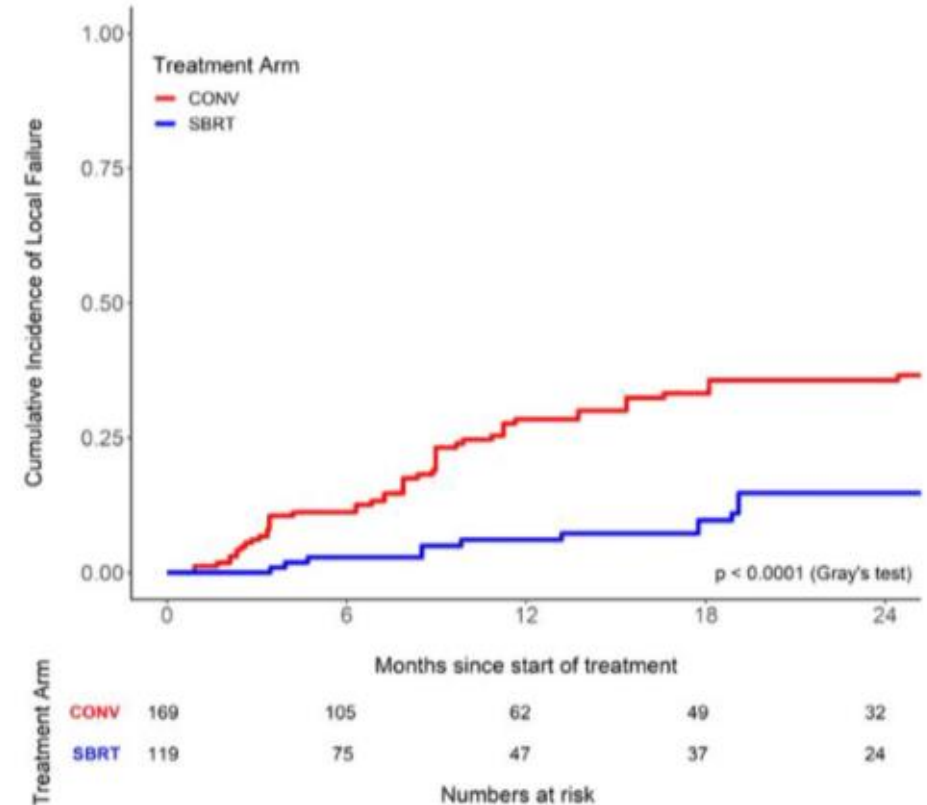 Cumulative Incidence of Local Failure
1.00
0.75
0.50
0.25
0.00
Treatment Arm
CONV
SBRT
p < 0.0001 (Gray's test)
0 6 12 18 24
Months since start of treatment
Treatment Arm
CONV 169 105 62 49 32
SBRT 119 75 47 37 24
Numbers at risk